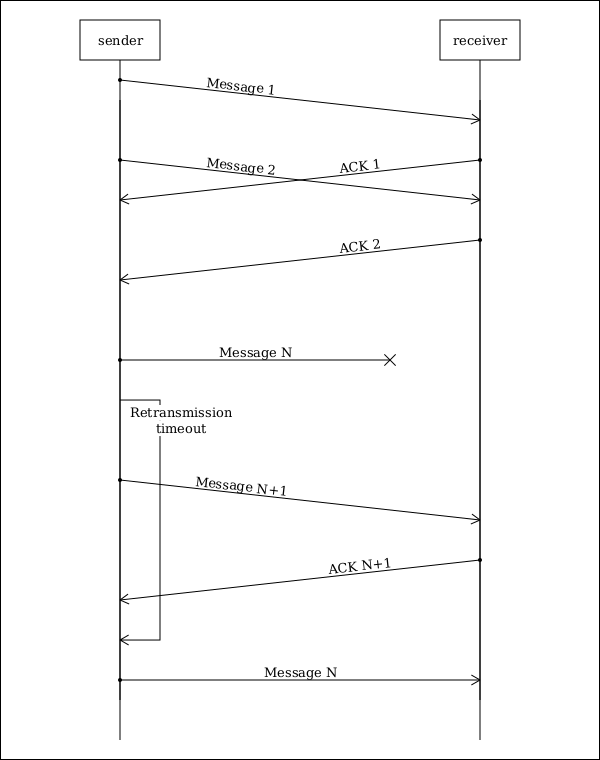 sender
receiver
Message 1
Message 2
ACK 1
ACK 2
Message N
Retransmission
timeout
Message N+1
ACK N+1
Message N